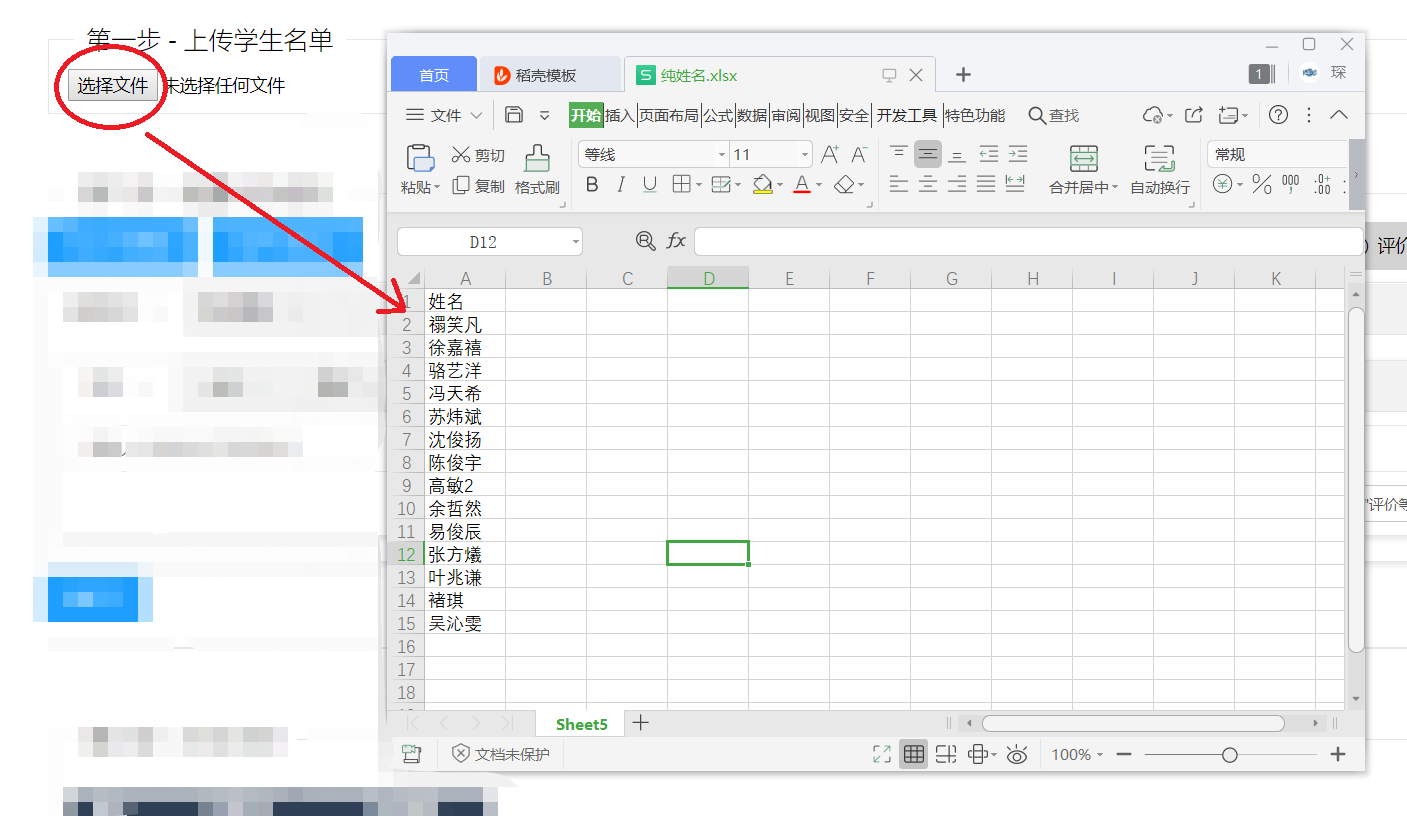 第一步 - 上传学生名单
选择文件 未选择任何文件
首页 稻壳模板 S 纯姓名.xlsx + 1 琛
文件 开始 插入 页面布局 公式 数据 审阅 视图 安全 开发工具 特色功能 查找
剪切 等线 11 A⁺ A⁻ 常规
粘贴 复制 格式刷 B I U A 合并居中 自动换行 ¥ % 000
D12 fx
) 评价
A B C D E F G H I J K
1 姓名
2 禤笑凡
3 徐嘉禧
4 骆艺洋
5 冯天希
6 苏炜斌
7 沈俊扬
8 陈俊宇
9 高敏2
10 余哲然
"评价等
11 易俊辰
12 张方爔
13 叶兆谦
14 褚琪
15 吴沁雯
16
17
18
Sheet5 +
文档未保护 100%